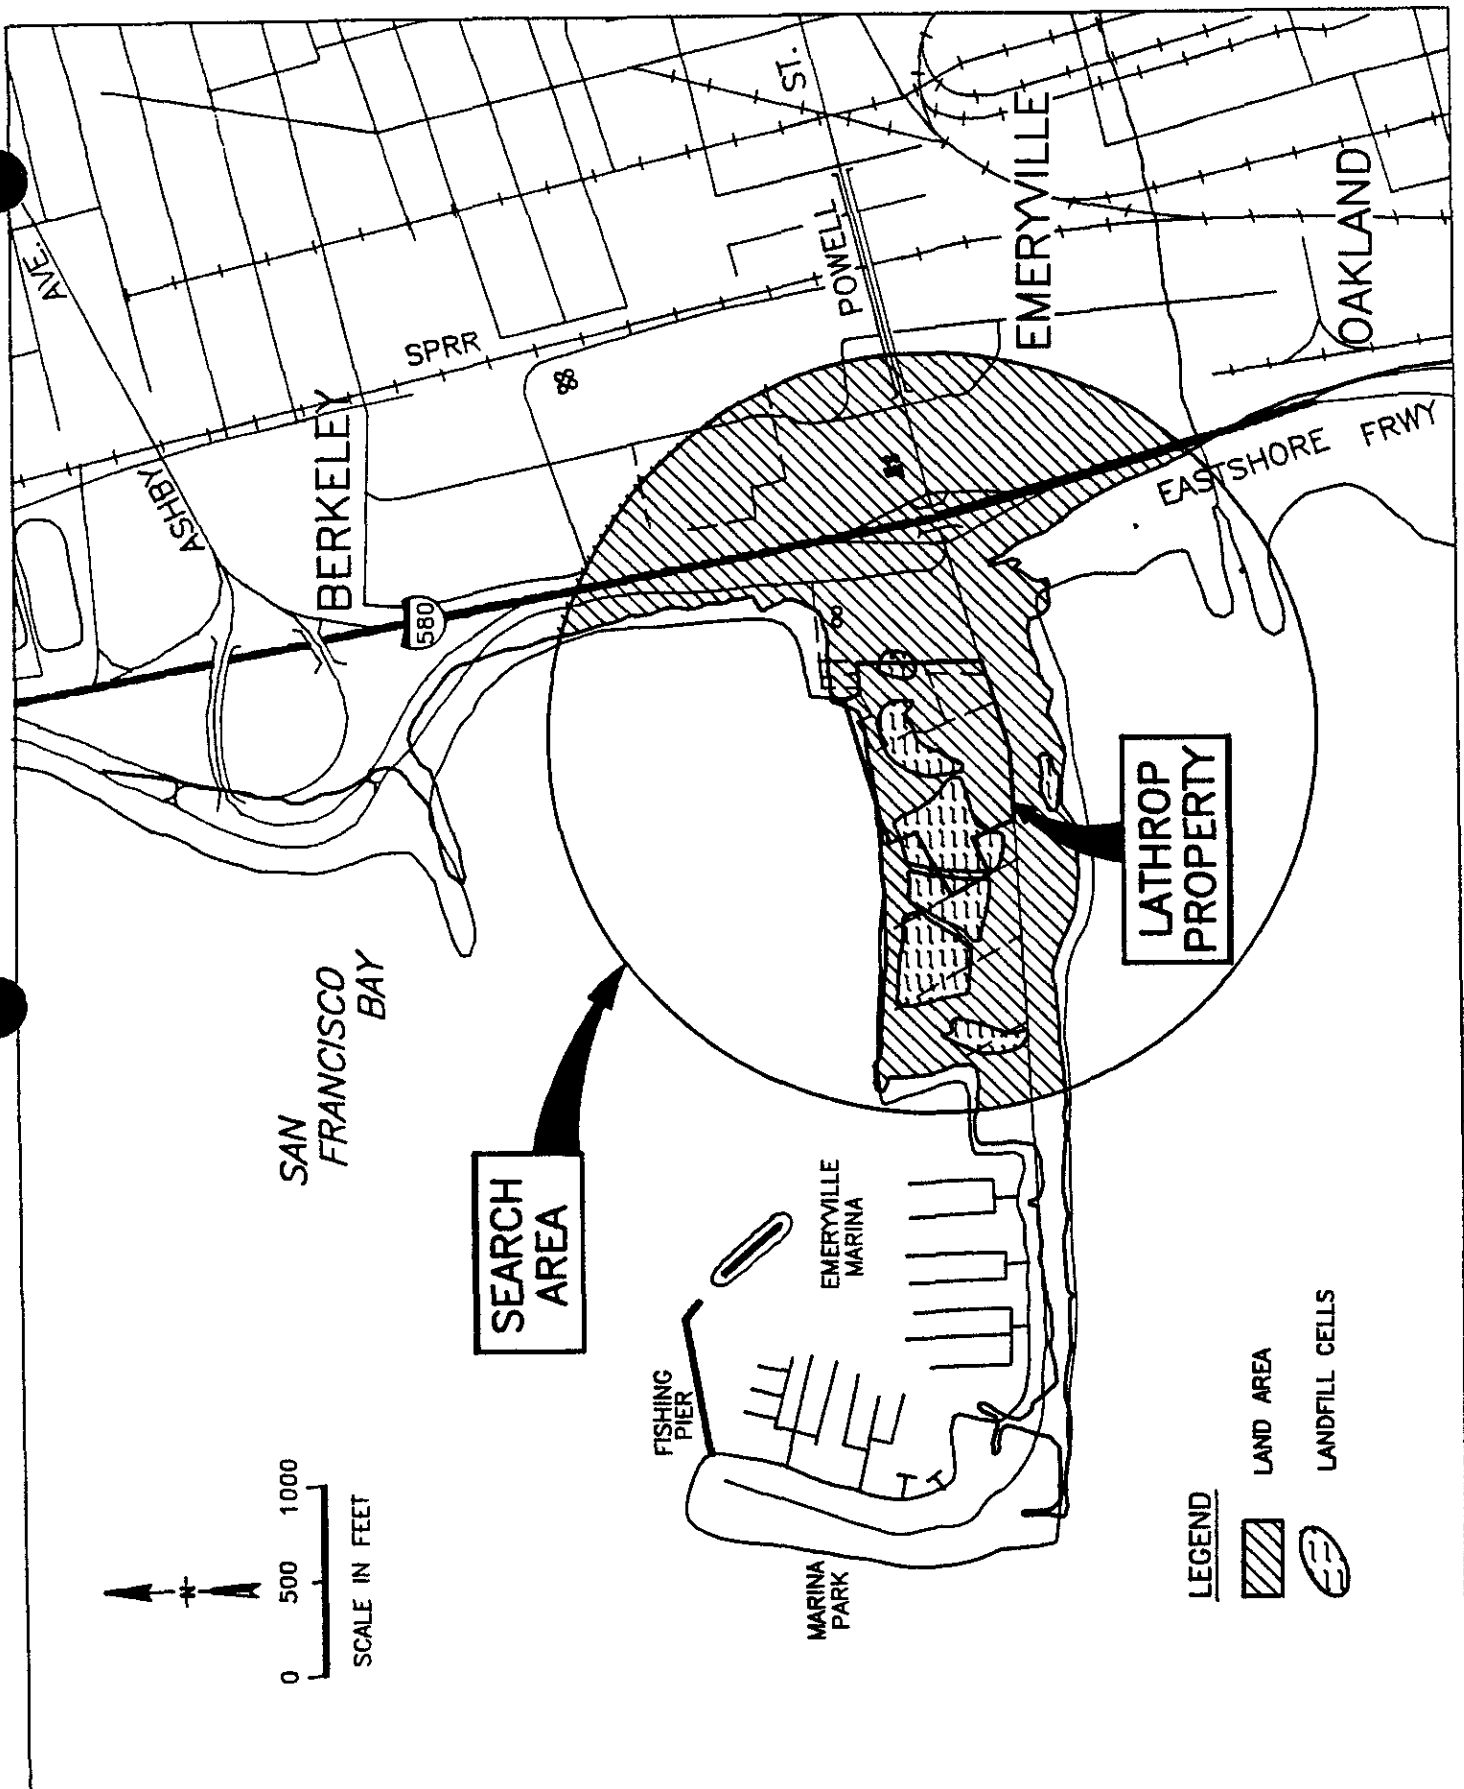 AVE.
ASHBY
BERKELEY
SPRR
POWELL
ST.
EMERYVILLE
OAKLAND
580
EASTSHORE FRWY
SAN
FRANCISCO
BAY
SEARCH
AREA
LATHROP
PROPERTY
EMERYVILLE
MARINA
FISHING
PIER
MARINA
PARK
N
0 500 1000
SCALE IN FEET
LEGEND
LAND AREA
LANDFILL CELLS